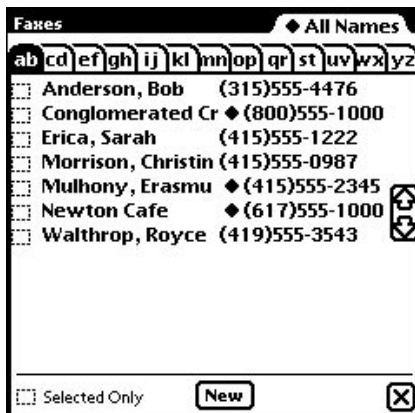 Faxes ◆ All Names
ab cd ef gh ij kl mn op qr st uv wx yz
Anderson, Bob (315)555-4476
Conglomerated Cr ◆(800)555-1000
Erica, Sarah (415)555-1222
Morrison, Christin (415)555-0987
Mulhony, Erasmu ◆(415)555-2345
Newton Cafe ◆(617)555-1000
Walthrop, Royce (419)555-3543
Selected Only New